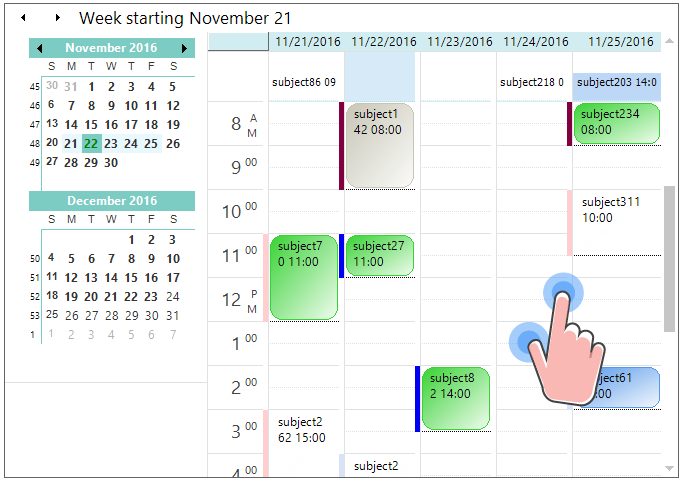 Week starting November 21
November 2016
S M T W T F S
45 30 31 1 2 3 4 5
46 6 7 8 9 10 11 12
47 13 14 15 16 17 18 19
48 20 21 22 23 24 25 26
49 27 28 29 30
December 2016
S M T W T F S
1 2 3
50 4 5 6 7 8 9 10
51 11 12 13 14 15 16 17
52 18 19 20 21 22 23 24
53 25 26 27 28 29 30 31
1 1 2 3 4 5 6 7
11/21/2016 11/22/2016 11/23/2016 11/24/2016 11/25/2016
subject86 09 subject218 0 subject203 14:0
8 AM
subject1
42 08:00
subject234
08:00
9 00
10 00
subject311
10:00
11 00
subject7
0 11:00
subject27
11:00
12 PM
1 00
2 00
subject8
2 14:00
subject61
:00
3 00
subject2
62 15:00
4 00
subject2